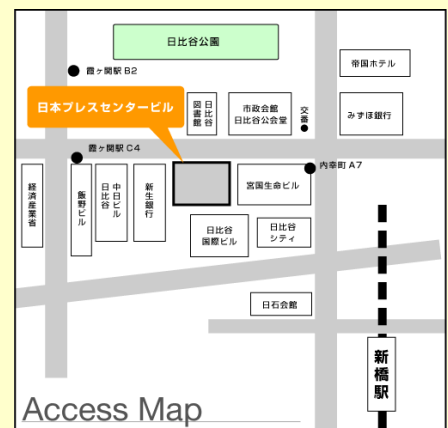 日比谷公園
帝国ホテル
霞ヶ関駅 B2
日本プレスセンタービル
日比谷
図書館
市政会館
日比谷公会堂
交番
みずほ銀行
霞ヶ関駅 C4
内幸町 A7
経済産業省
飯野ビル
中日ビル
日比谷
新生銀行
宮国生命ビル
日比谷
国際ビル
日比谷
シティ
日石会館
新橋駅
Access Map